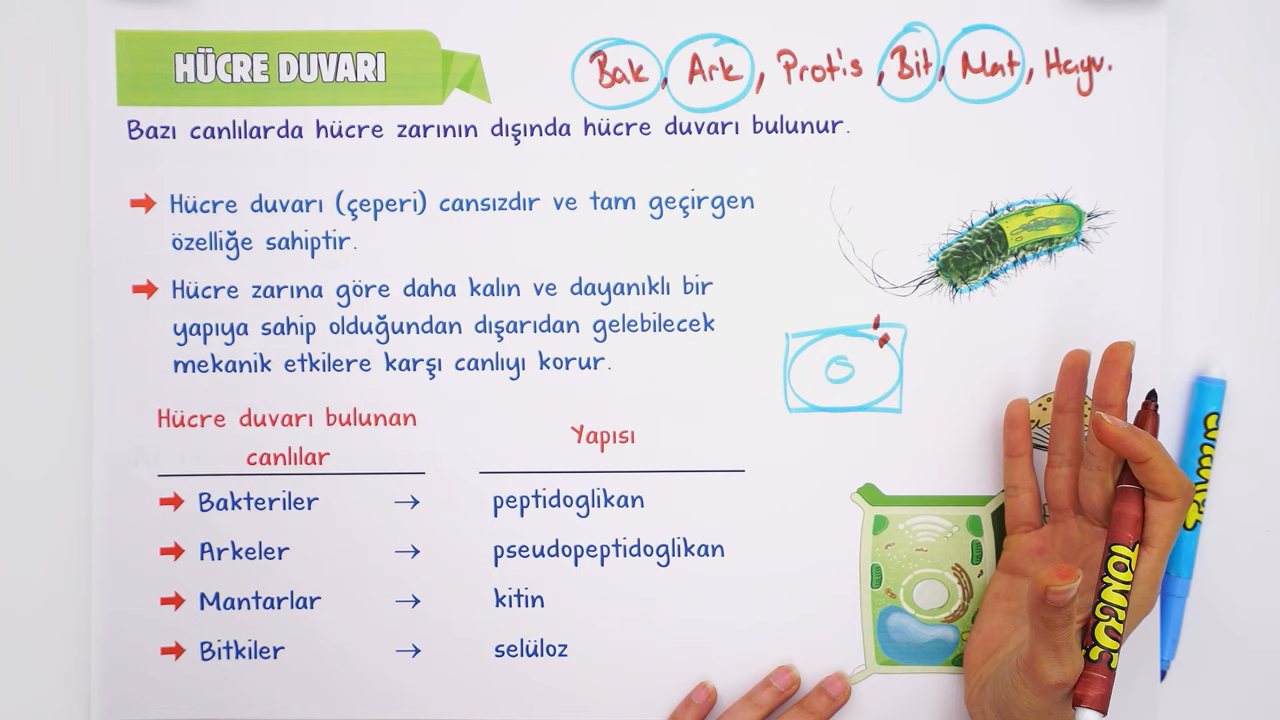 HÜCRE DUVARI
Bak, Ark, Protis, Bit, Mat, Hayv.
Bazı canlılarda hücre zarının dışında hücre duvarı bulunur.
Hücre duvarı (çeperi) cansızdır ve tam geçirgen
özelliğe sahiptir.
Hücre zarına göre daha kalın ve dayanıklı bir
yapıya sahip olduğundan dışarıdan gelebilecek
mekanik etkilere karşı canlıyı korur.
Hücre duvarı bulunan
canlılar
Yapısı
Bakteriler → peptidoglikan
Arkeler → pseudopeptidoglikan
Mantarlar → kitin
Bitkiler → selüloz
TONGUÇ